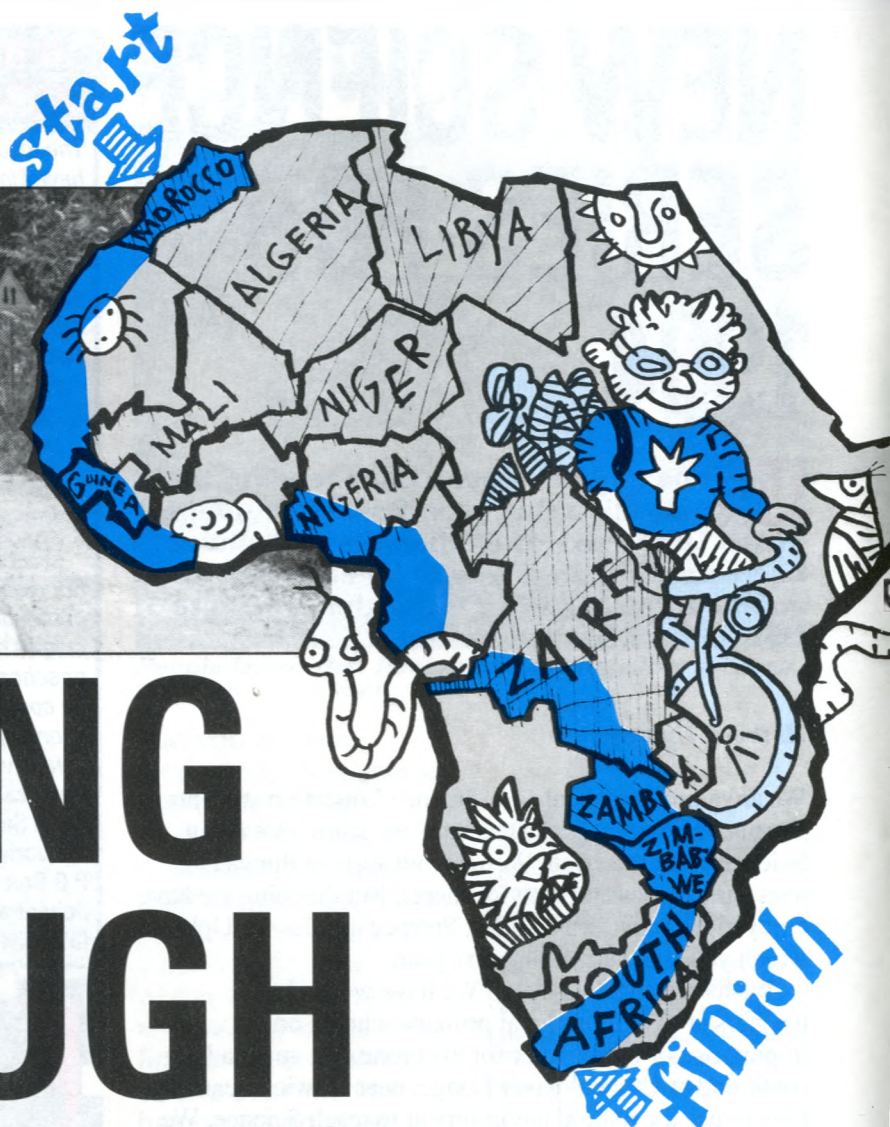 start
MOROCCO
ALGERIA
LIBYA
MALI
NIGER
GUINEA
NIGERIA
ZAIRE
NG
UGH
ZAMBIA
ZIM-
BAB
WE
SOUTH
AFRICA
finish